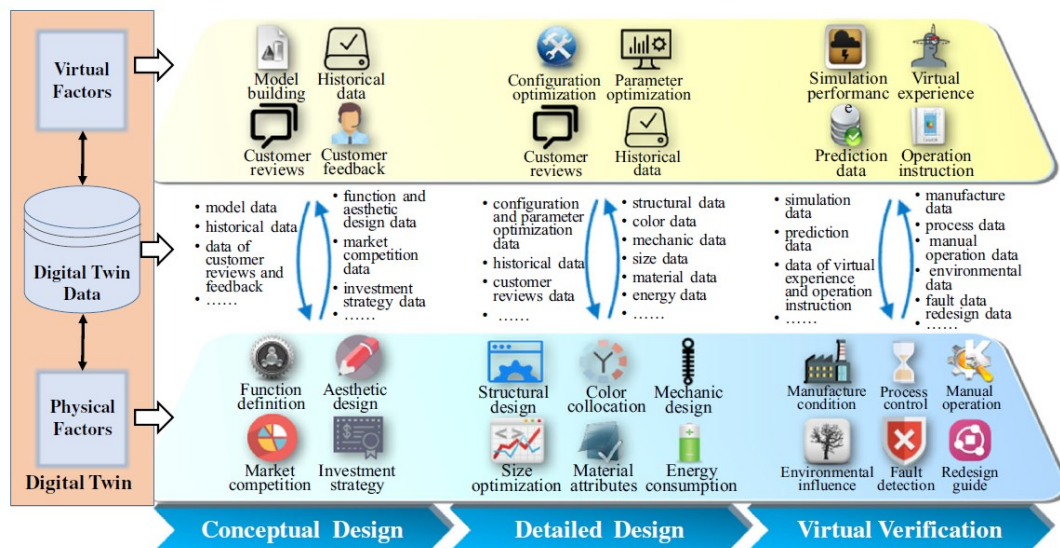 Virtual
Factors
Digital Twin
Data
Physical
Factors
Digital Twin
Model
building
Historical
data
Customer
reviews
Customer
feedback
Configuration
optimization
Parameter
optimization
Customer
reviews
Historical
data
Simulation
performanc
e
Virtual
experience
Prediction
data
Operation
instruction
• model data
• historical data
• data of
customer
reviews and
feedback
• ……
• function and
aesthetic
design data
• market
competition
data
• investment
strategy data
• ……
• configuration
and parameter
optimization
data
• historical data
• customer
reviews data
• ……
• structural data
• color data
• mechanic data
• size data
• material data
• energy data
• ……
• simulation
data
• prediction
data
• data of virtual
experience
and operation
instruction
• ……
• manufacture
data
• process data
• manual
operation data
• environmental
data
• fault data
redesign data
• ……
Function
definition
Aesthetic
design
Market
competition
Investment
strategy
Structural
design
Color
collocation
Mechanic
design
Size
optimization
Material
attributes
Energy
consumption
Manufacture
condition
Process
control
Manual
operation
Environmental
influence
Fault
detection
Redesign
guide
Conceptual Design
Detailed Design
Virtual Verification